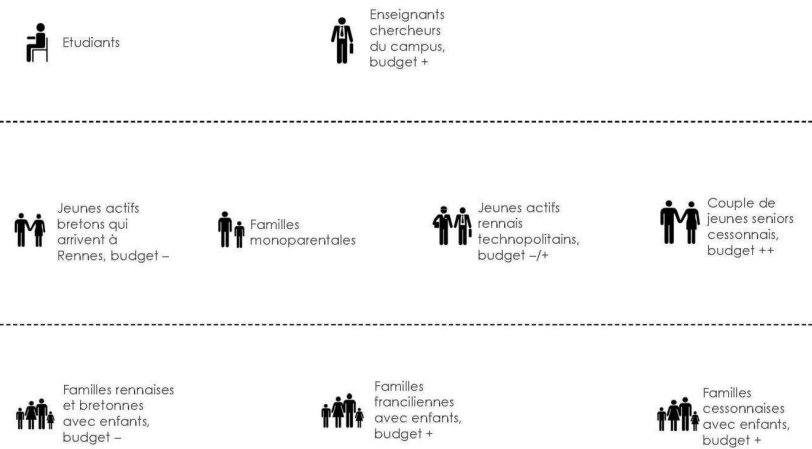 Etudiants
Enseignants
chercheurs
du campus,
budget +
Jeunes actifs
bretons qui
arrivent à
Rennes, budget –
Familles
monoparentales
Jeunes actifs
rennais
technopolitains,
budget –/+
Couple de
jeunes seniors
cessonnais,
budget ++
Familles rennaises
et bretonnes
avec enfants,
budget –
Familles
franciliennes
avec enfants,
budget +
Familles
cessonnaises
avec enfants,
budget +